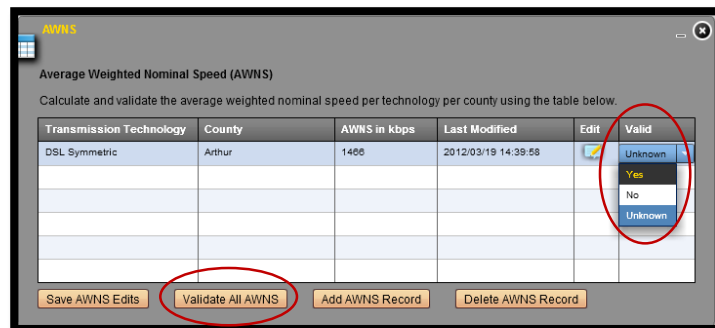 AWNS
Average Weighted Nominal Speed (AWNS)
Calculate and validate the average weighted nominal speed per technology per county using the table below.
Transmission Technology County AWNS in kbps Last Modified Edit Valid
DSL Symmetric Arthur 1466 2012/03/19 14:39:58 Unknown
Yes
No
Unknown
Save AWNS Edits Validate All AWNS Add AWNS Record Delete AWNS Record